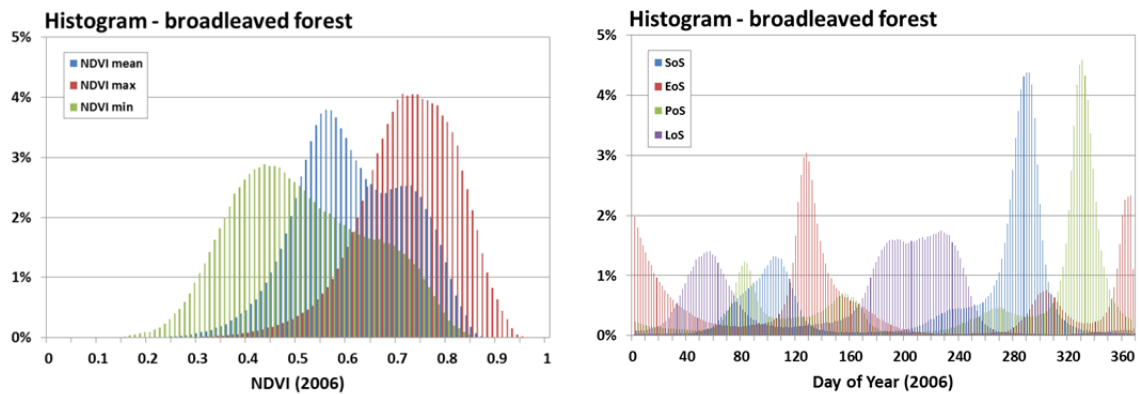 Histogram - broadleaved forest
5%
4%
3%
2%
1%
0%
NDVI mean
NDVI max
NDVI min
0 0.1 0.2 0.3 0.4 0.5 0.6 0.7 0.8 0.9 1
NDVI (2006)
Histogram - broadleaved forest
5%
4%
3%
2%
1%
0%
SoS
EoS
PoS
LoS
0 40 80 120 160 200 240 280 320 360
Day of Year (2006)